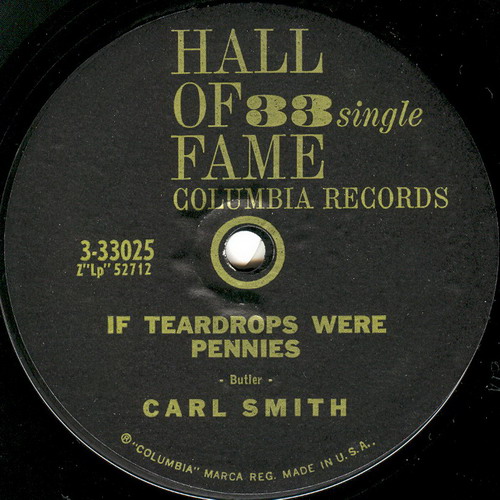 HALL
OF 33 single
FAME
COLUMBIA RECORDS
3-33025
Z"Lp" 52712
IF TEARDROPS WERE
PENNIES
- Butler -
CARL SMITH
® "COLUMBIA" MARCA REG. MADE IN U.S.A..